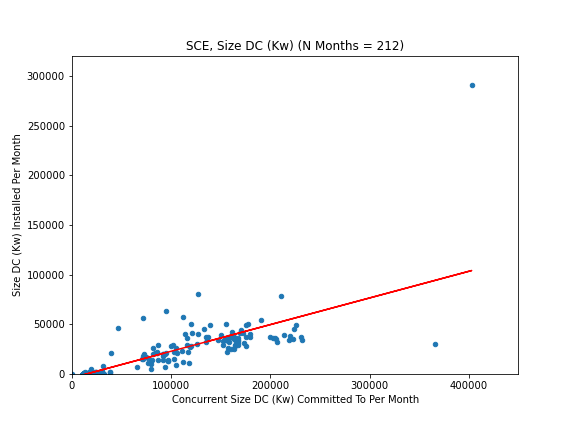 SCE, Size DC (Kw) (N Months = 212)
300000
250000
200000
150000
100000
50000
0
Size DC (Kw) Installed Per Month
0 100000 200000 300000 400000
Concurrent Size DC (Kw) Committed To Per Month